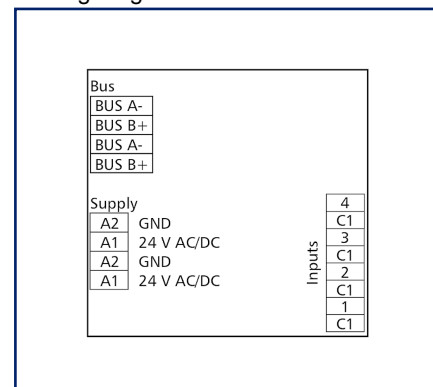 Bus
BUS A-
BUS B+
BUS A-
BUS B+
Supply
A2 GND
A1 24 V AC/DC
A2 GND
A1 24 V AC/DC
Inputs
4
C1
3
C1
2
C1
1
C1